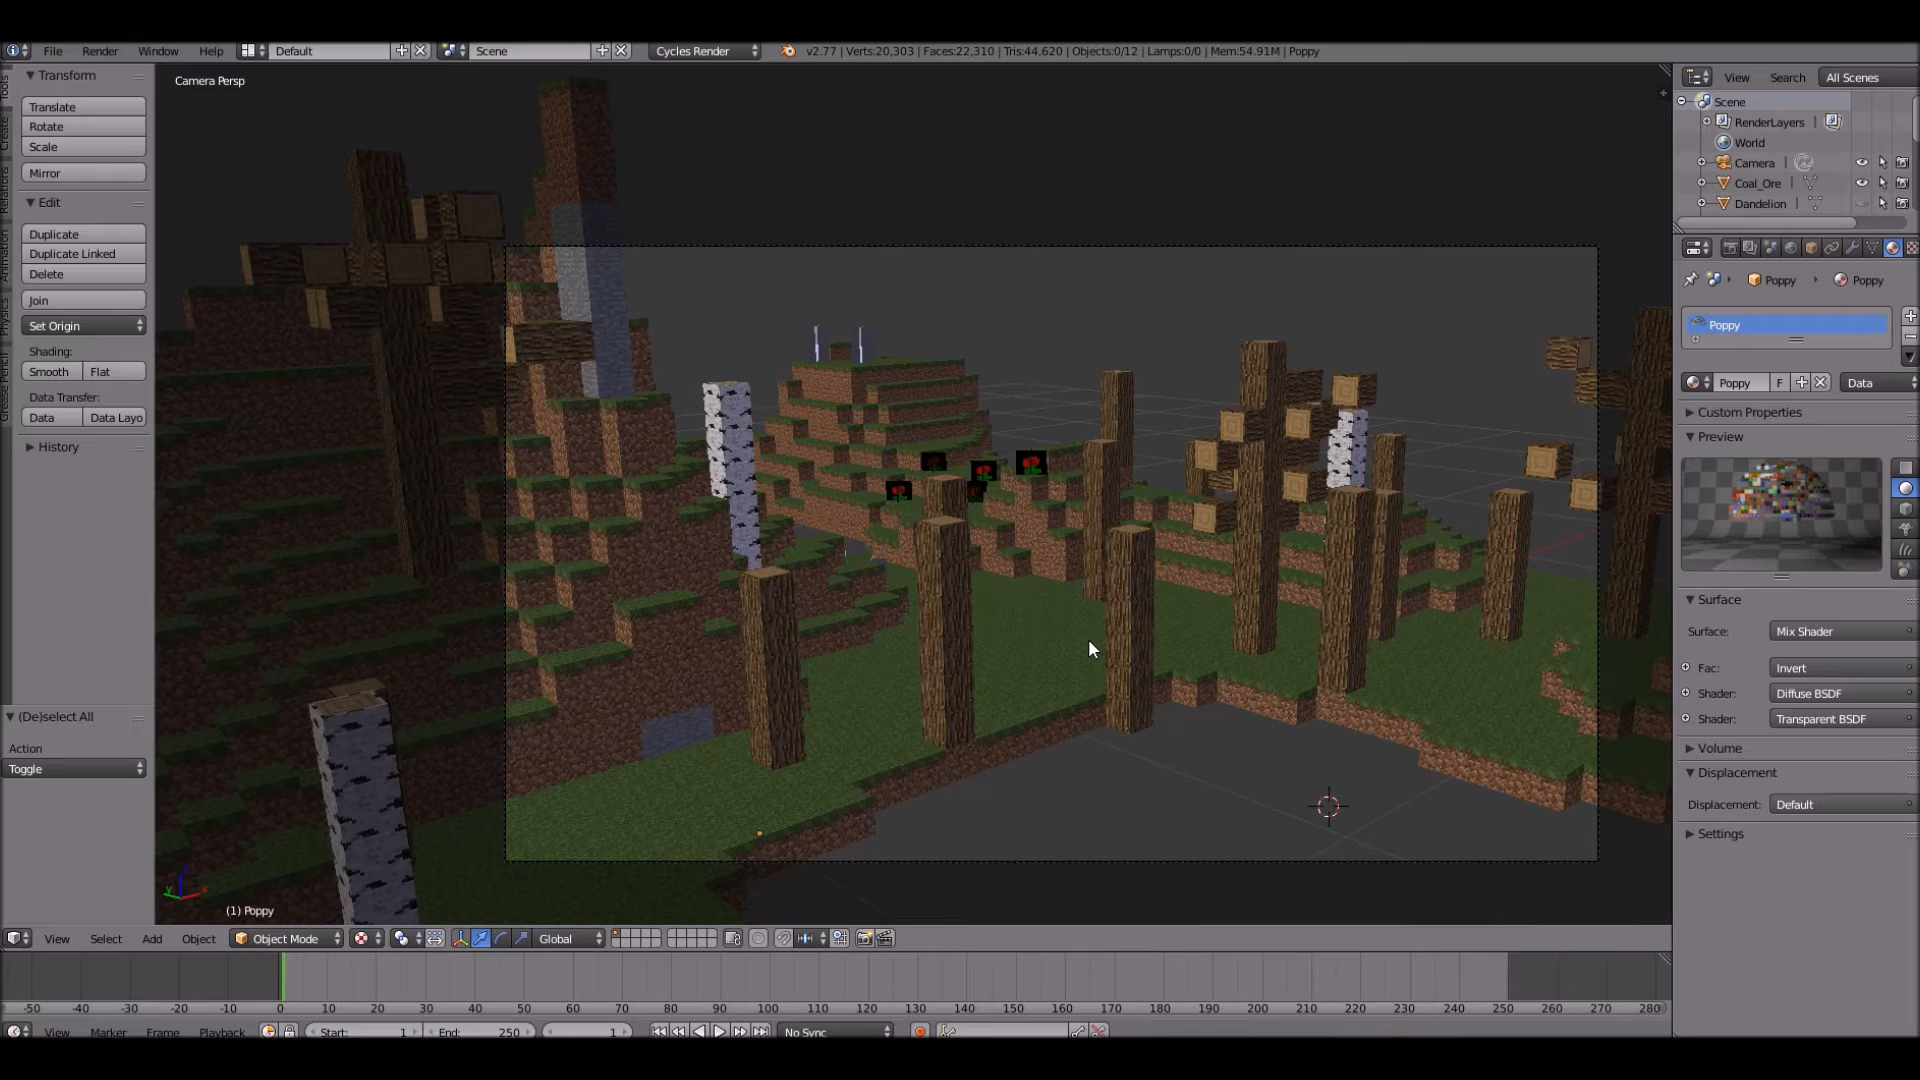 File Render Window Help Default Scene Cycles Render v2.77 | Verts:20,303 | Faces:22,310 | Tris:44,620 | Objects:0/12 | Lamps:0/0 | Mem:54.91M | Poppy
Tools
Create
Relations
Animation
Physics
Grease Pencil
Transform
Translate
Rotate
Scale
Mirror
Edit
Duplicate
Duplicate Linked
Delete
Join
Set Origin
Shading:
Smooth Flat
Data Transfer:
Data Data Layo
History
(De)select All
Action
Toggle
Camera Persp
(1) Poppy
View Search All Scenes
Scene
RenderLayers
World
Camera
Coal_Ore
Dandelion
Poppy Poppy
Poppy
Poppy F Data
Custom Properties
Preview
Surface
Surface: Mix Shader
Fac: Invert
Shader: Diffuse BSDF
Shader: Transparent BSDF
Volume
Displacement
Displacement: Default
Settings
View Select Add Object Object Mode Global
-50 -40 -30 -20 -10 0 10 20 30 40 50 60 70 80 90 100 110 120 130 140 150 160 170 180 190 200 210 220 230 240 250 260 270 280
View Marker Frame Playback Start: 1 End: 250 1 No Sync